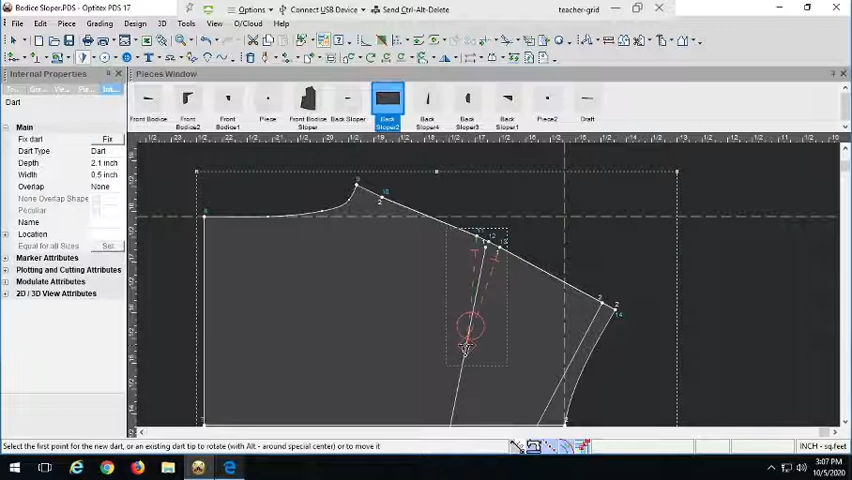 Bodice Sloper.PDS - Optitex PDS 17
Options
Connect USB Device
Send Ctrl-Alt-Delete
teacher-grid
File Edit Piece Grading Design 3D Tools View O/Cloud Help
Internal Properties
Pieces Window
Dart
Main
Fix dart Fix
Dart Type Dart
Depth 2.1 inch
Width 0.5 inch
Overlap None
None Overlap Shape
Peculiar
Name
Location
Equal for all Sizes Set
Marker Attributes
Plotting and Cutting Attributes
Modulate Attributes
2D / 3D View Attributes
Front Bodice
Front Bodice2
Front Bodice1
Piece
Front Bodice Sloper
Back Sloper
Back Sloper2
Back Sloper4
Back Sloper3
Back Sloper1
Piece2
Draft
Select the first point for the new dart, or an existing dart tip to rotate (with Alt - around special center) or to move it
INCH - sq.feet
3:07 PM
10/5/2020